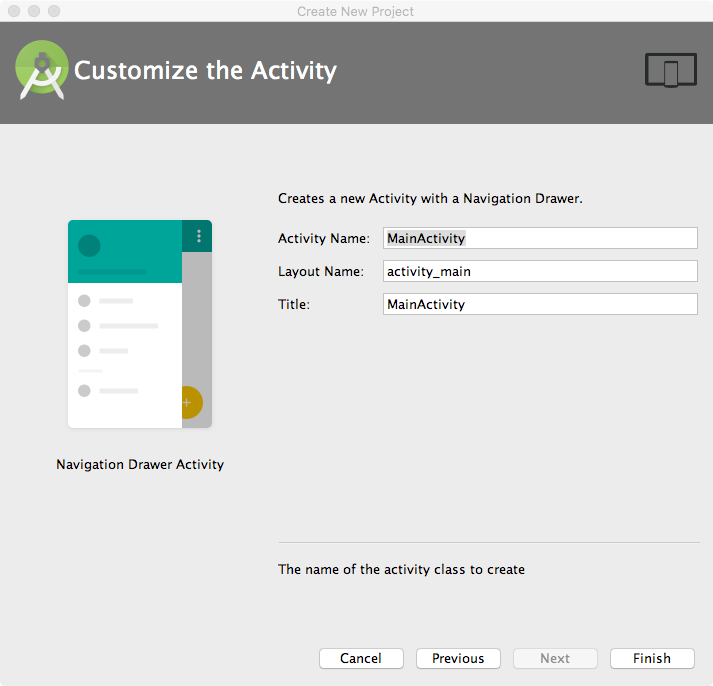 Create New Project
Customize the Activity
Creates a new Activity with a Navigation Drawer.
Activity Name: MainActivity
Layout Name: activity_main
Title: MainActivity
Navigation Drawer Activity
The name of the activity class to create
Cancel Previous Next Finish